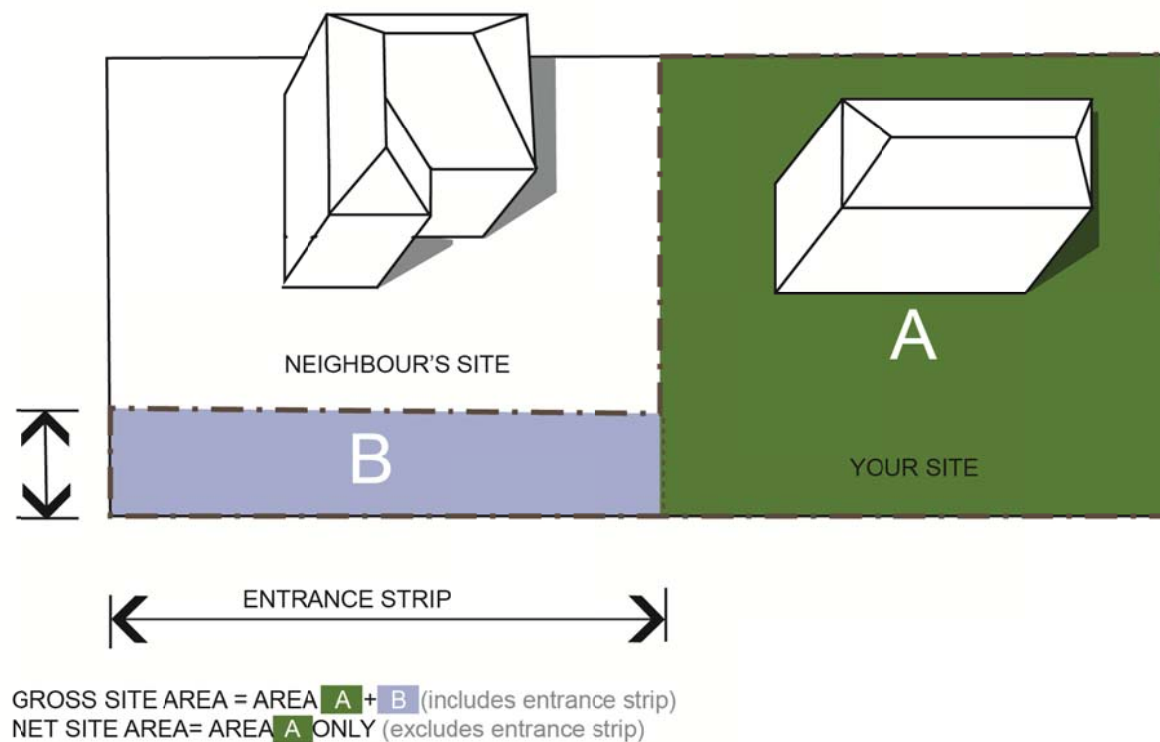 A
NEIGHBOUR'S SITE
B
YOUR SITE
ENTRANCE STRIP
GROSS SITE AREA = AREA A + B (includes entrance strip)
NET SITE AREA= AREA A ONLY (excludes entrance strip)